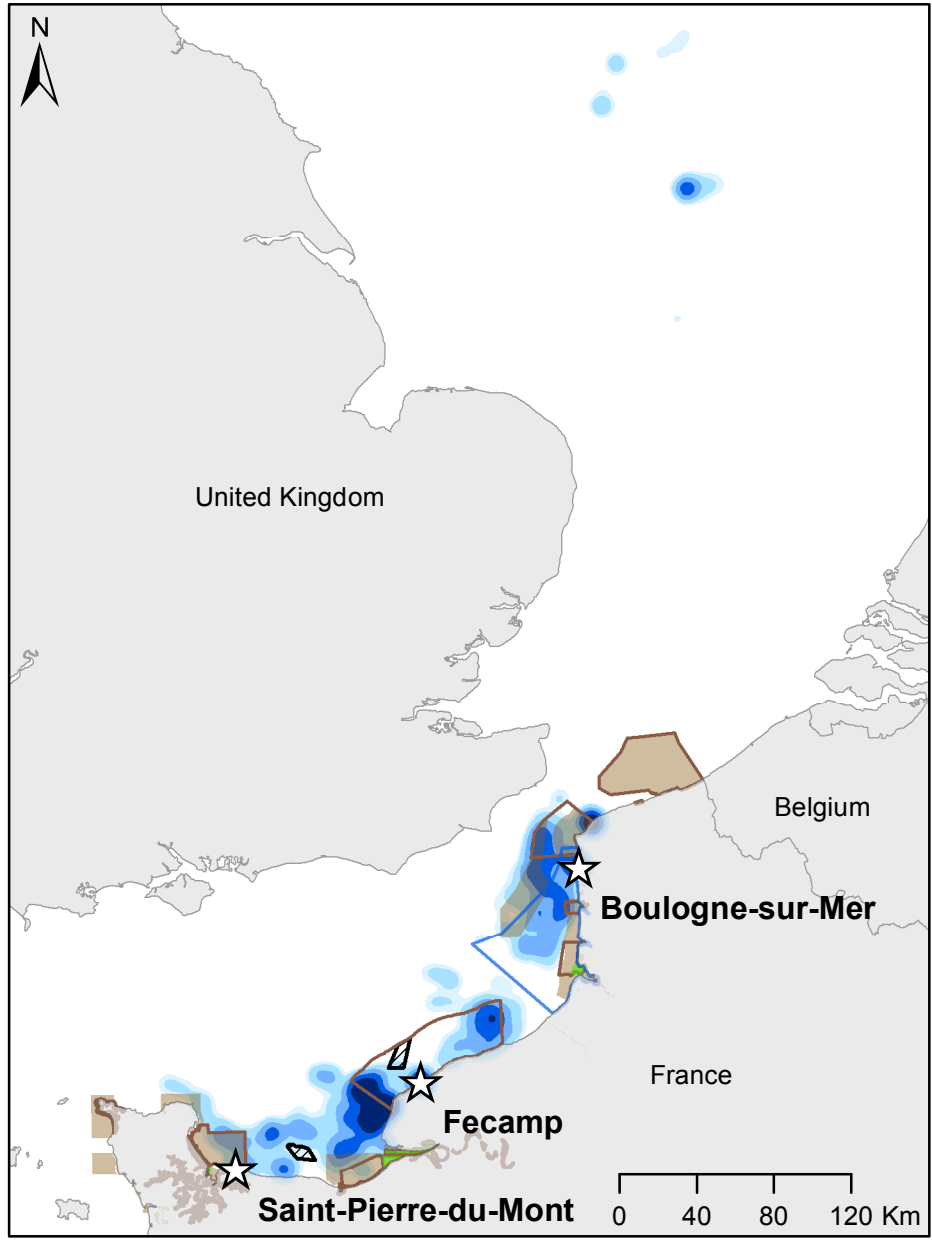 N
United Kingdom
Belgium
Boulogne-sur-Mer
France
Fecamp
Saint-Pierre-du-Mont
0 40 80 120 Km